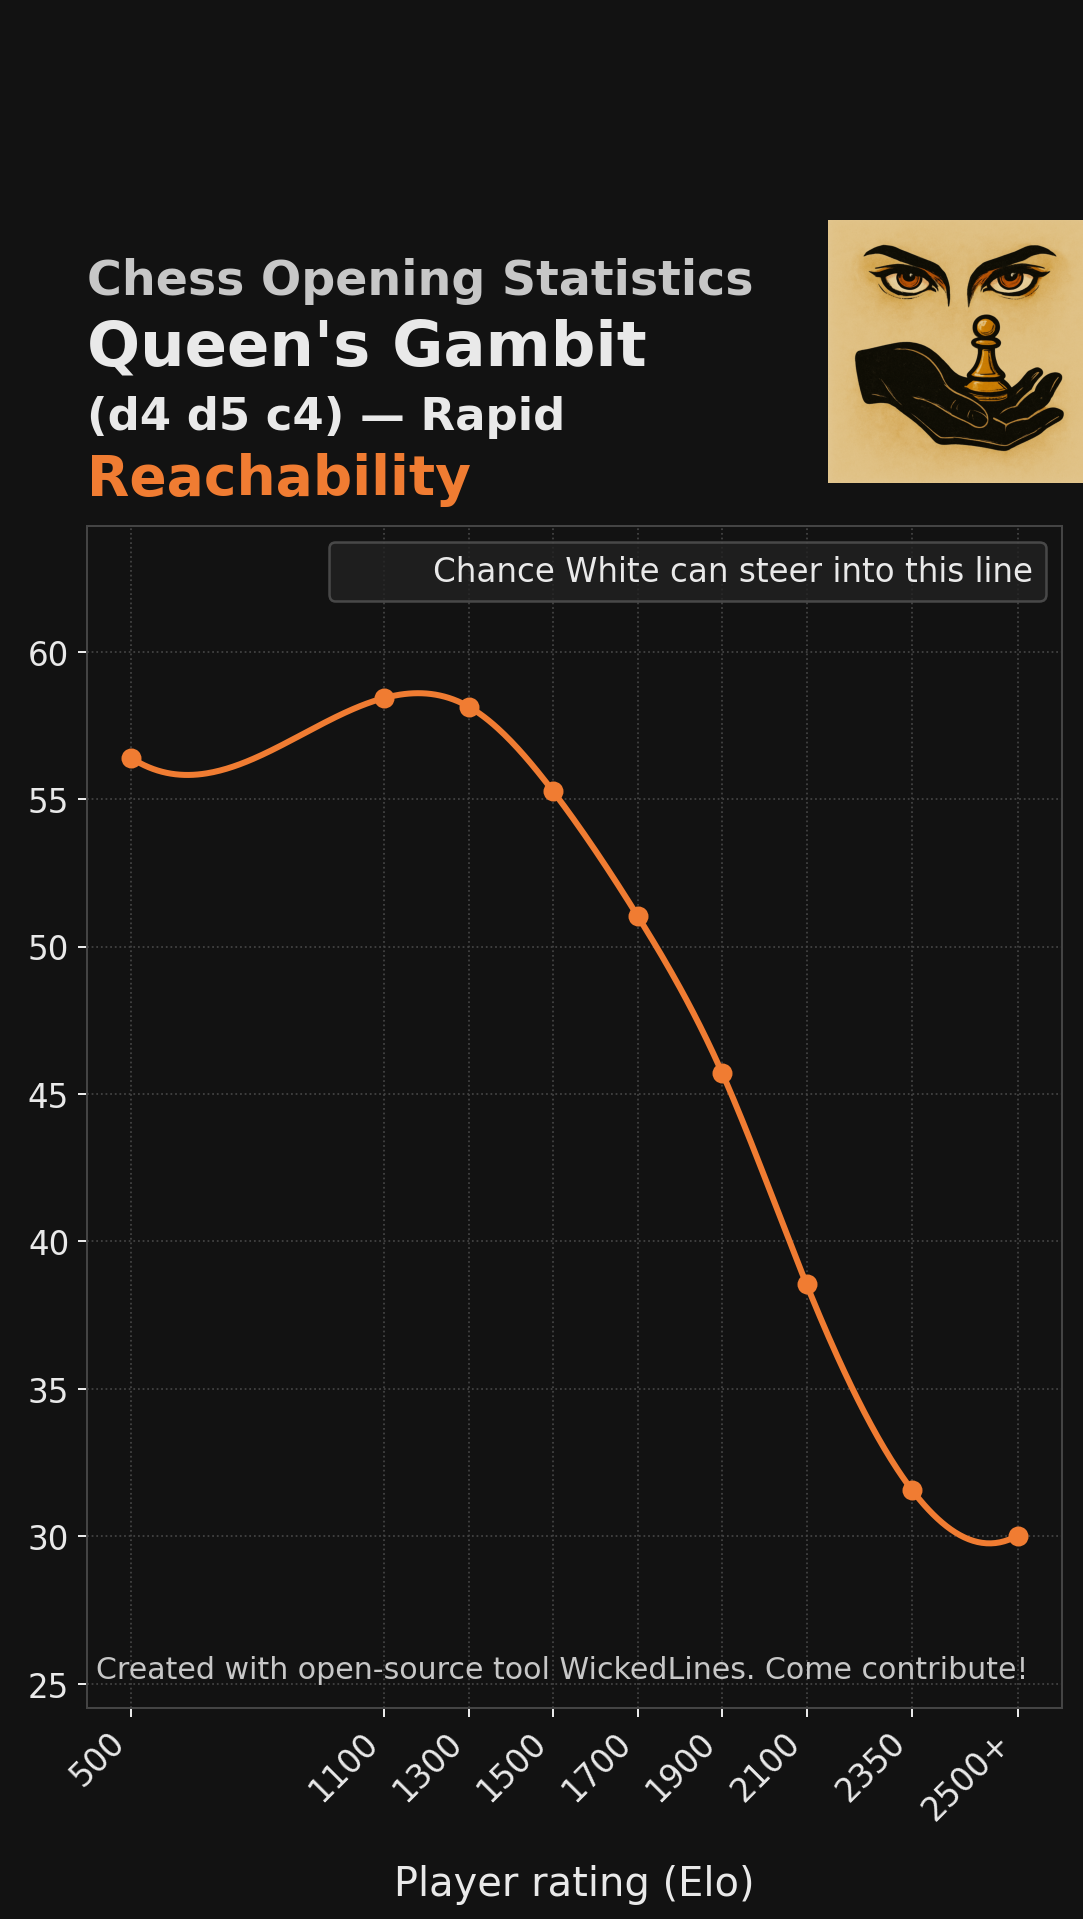 Chess Opening Statistics
Queen's Gambit
(d4 d5 c4) — Rapid
Reachability
Chance White can steer into this line
60
55
50
45
40
35
30
25
Created with open-source tool WickedLines. Come contribute!
500 1100 1300 1500 1700 1900 2100 2350 2500+
Player rating (Elo)